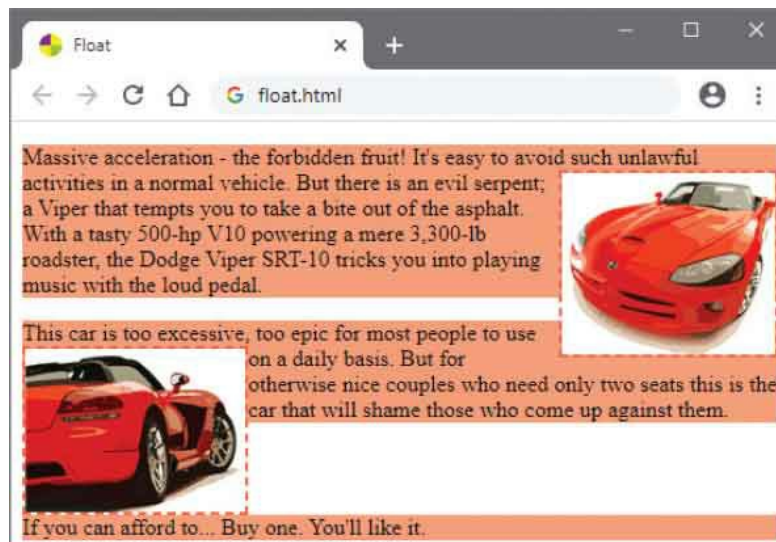 Float
float.html
Massive acceleration - the forbidden fruit! It's easy to avoid such unlawful
activities in a normal vehicle. But there is an evil serpent;
a Viper that tempts you to take a bite out of the asphalt.
With a tasty 500-hp V10 powering a mere 3,300-lb
roadster, the Dodge Viper SRT-10 tricks you into playing
music with the loud pedal.
This car is too excessive, too epic for most people to use
on a daily basis. But for
otherwise nice couples who need only two seats this is the
car that will shame those who come up against them.
If you can afford to... Buy one. You'll like it.